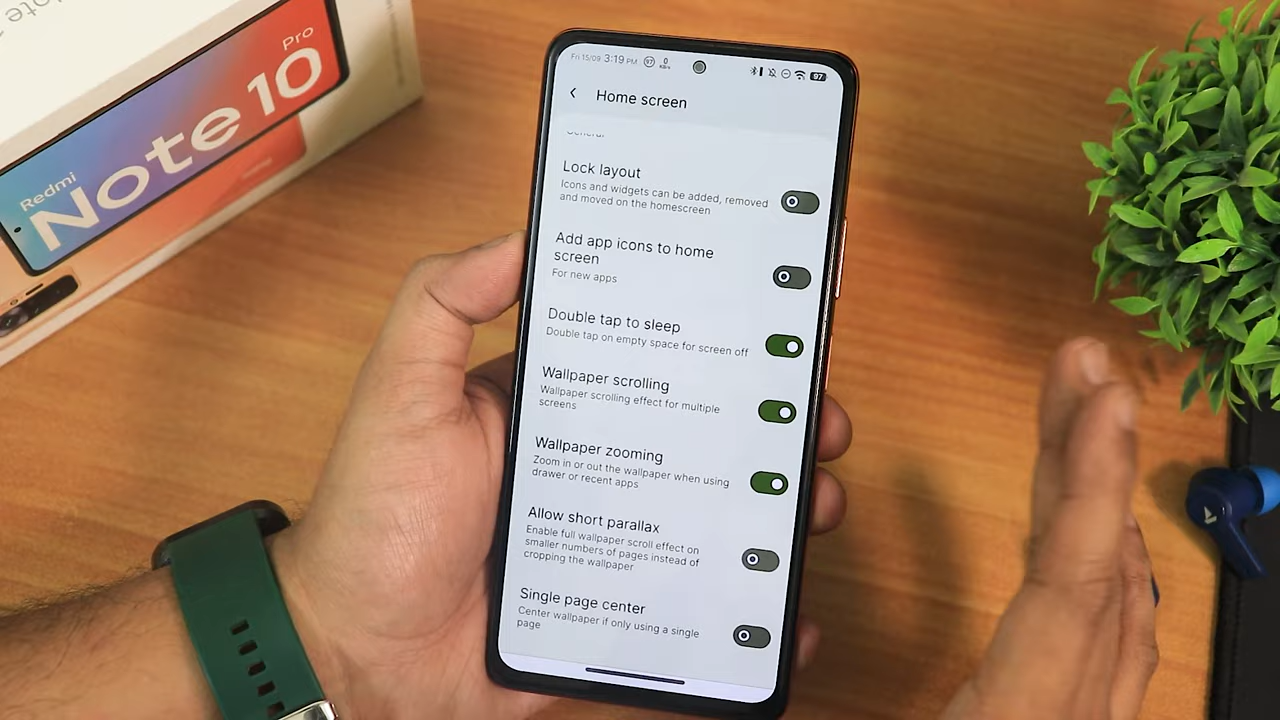 Redmi
Note 10
Pro
Fri 15/09 3:19 PM 97 0 KB/s 97
Home screen
General
Lock layout
Icons and widgets can be added, removed
and moved on the homescreen
Add app icons to home
screen
For new apps
Double tap to sleep
Double tap on empty space for screen off
Wallpaper scrolling
Wallpaper scrolling effect for multiple
screens
Wallpaper zooming
Zoom in or out the wallpaper when using
drawer or recent apps
Allow short parallax
Enable full wallpaper scroll effect on
smaller numbers of pages instead of
cropping the wallpaper
Single page center
Center wallpaper if only using a single
page